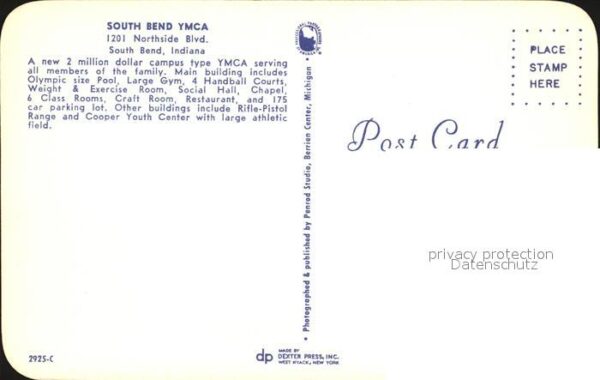 SOUTH BEND YMCA
1201 Northside Blvd.
South Bend, Indiana
A new 2 million dollar campus type YMCA serving
all members of the family. Main building includes
Olympic size Pool, Large Gym, 4 Handball Courts,
Weight & Exercise Room, Social Hall, Chapel,
6 Class Rooms, Craft Room, Restaurant, and 175
car parking lot. Other buildings include Rifle-Pistol
Range and Cooper Youth Center with large athletic
field.
• Photographed & published by Penrod Studio, Berrien Center, Michigan •
PLACE
STAMP
HERE
Post Card
privacy protection
Datenschutz
2925-C
dp
MADE BY
DEXTER PRESS, INC.
WEST NYACK, NEW YORK